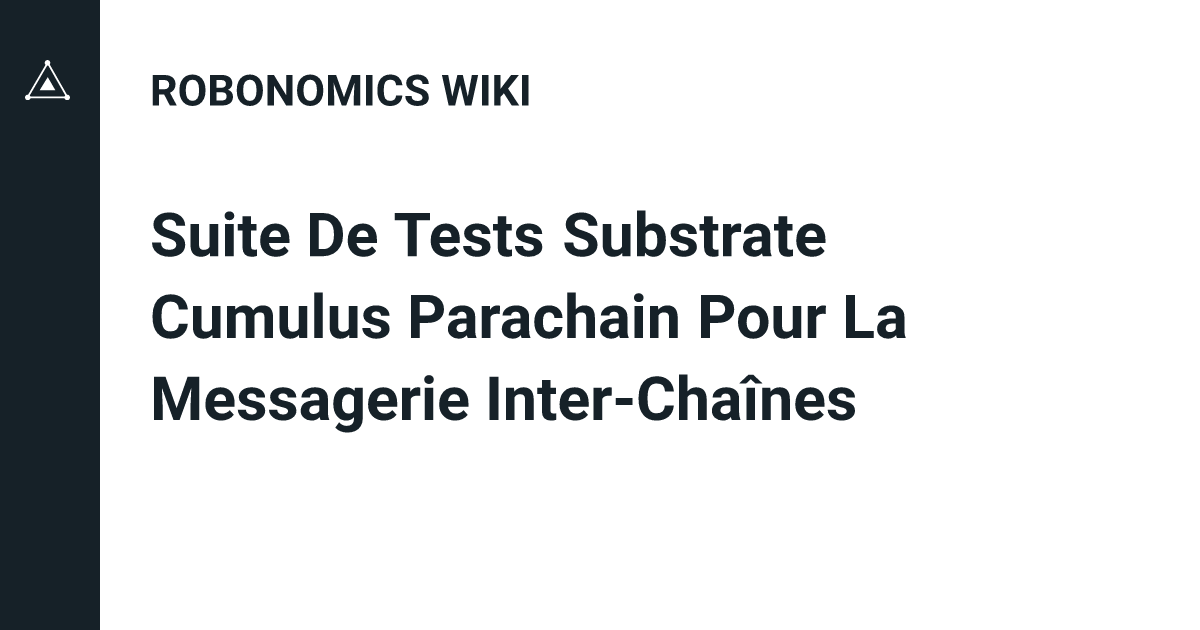 ROBONOMICS WIKI
Suite De Tests Substrate
Cumulus Parachain Pour La
Messagerie Inter-Chaînes